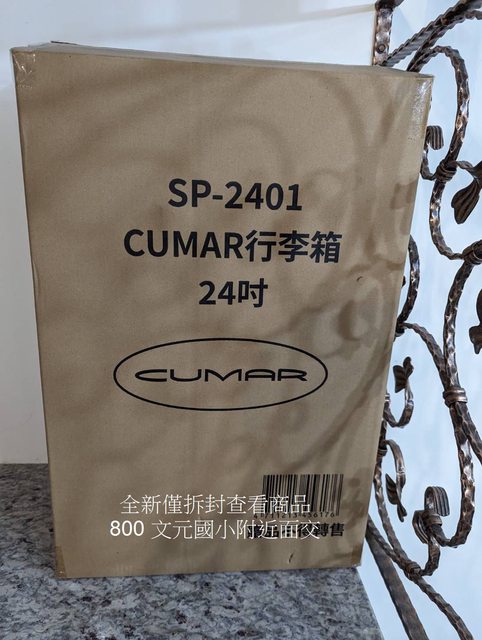 SP-2401
CUMAR行李箱
24吋
CUMAR
全新僅拆封查看商品
800 文元國小附近面交